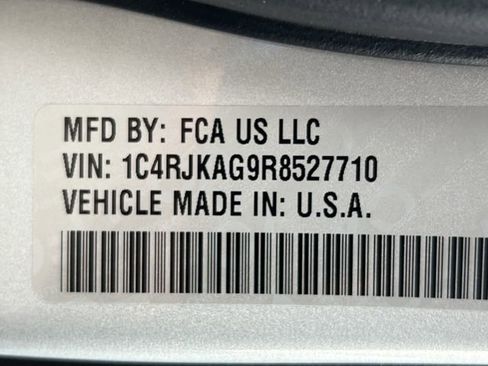 MFD BY: FCA US LLC
VIN: 1C4RJKAG9R8527710
VEHICLE MADE IN: U.S.A.